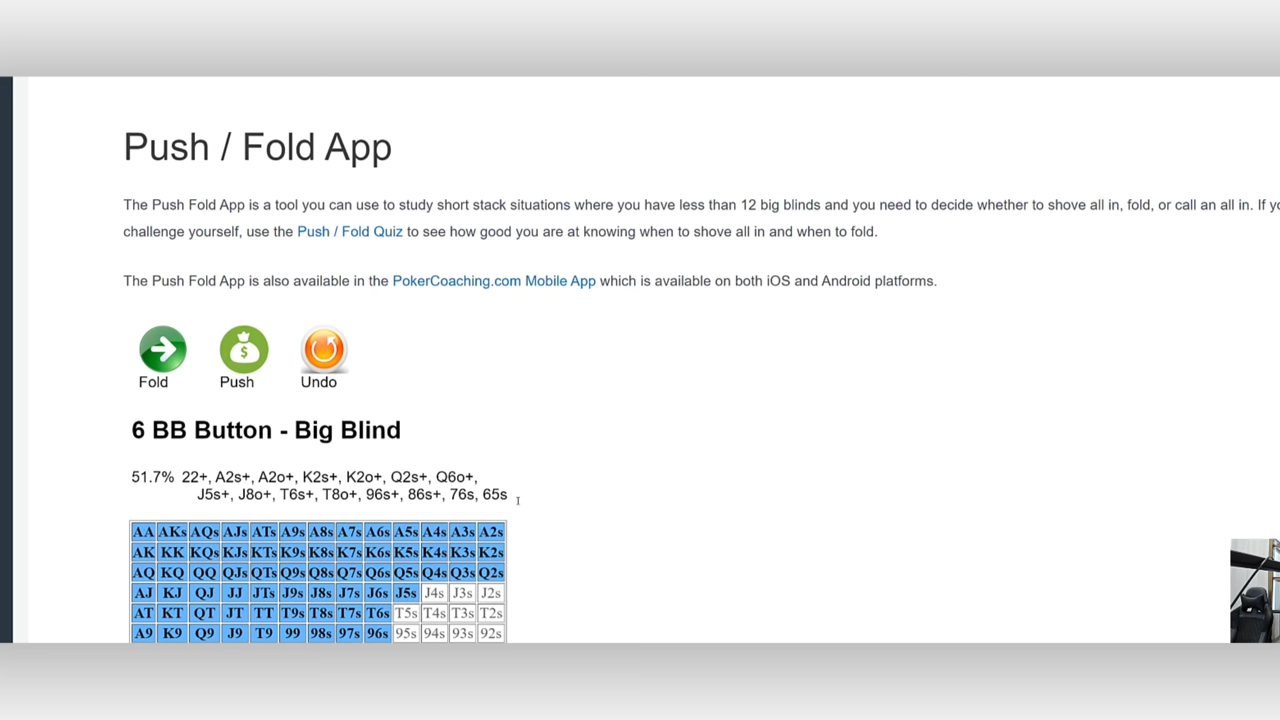 Push / Fold App
The Push Fold App is a tool you can use to study short stack situations where you have less than 12 big blinds and you need to decide whether to shove all in, fold, or call an all in. If
challenge yourself, use the Push / Fold Quiz to see how good you are at knowing when to shove all in and when to fold.
The Push Fold App is also available in the PokerCoaching.com Mobile App which is available on both iOS and Android platforms.
Fold Push Undo
6 BB Button - Big Blind
51.7% 22+, A2s+, A2o+, K2s+, K2o+, Q2s+, Q6o+,
J5s+, J8o+, T6s+, T8o+, 96s+, 86s+, 76s, 65s
AA AKs AQs AJs ATs A9s A8s A7s A6s A5s A4s A3s A2s
AK KK KQs KJs KTs K9s K8s K7s K6s K5s K4s K3s K2s
AQ KQ QQ QJs QTs Q9s Q8s Q7s Q6s Q5s Q4s Q3s Q2s
AJ KJ QJ JJ JTs J9s J8s J7s J6s J5s J4s J3s J2s
AT KT QT JT TT T9s T8s T7s T6s T5s T4s T3s T2s
A9 K9 Q9 J9 T9 99 98s 97s 96s 95s 94s 93s 92s